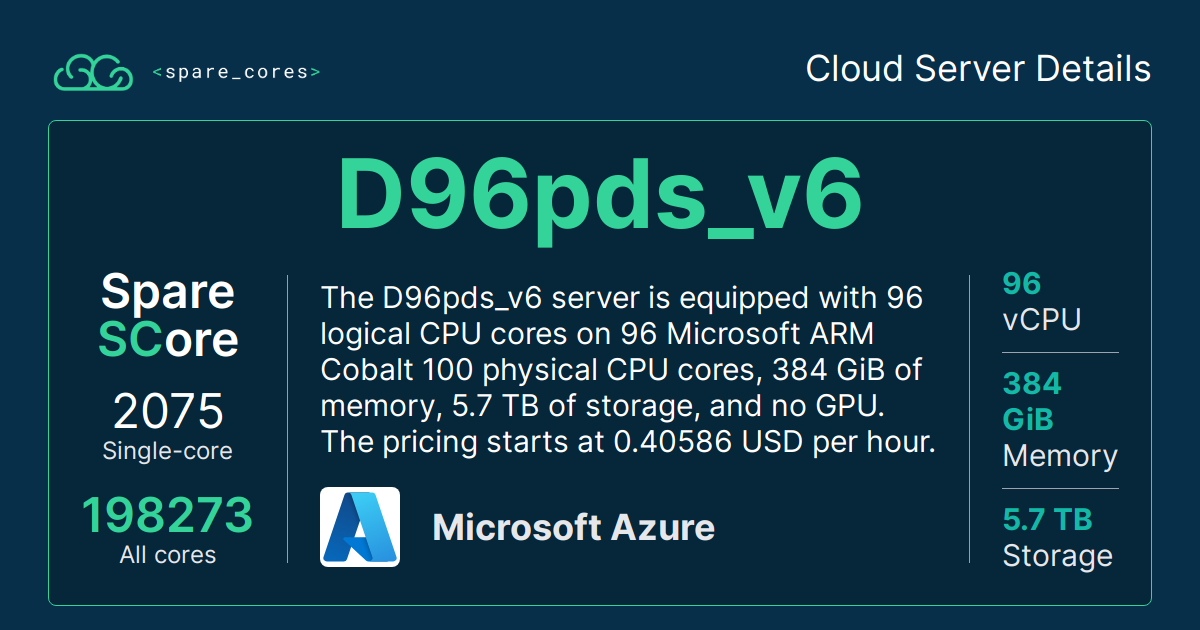 <spare_cores>
Cloud Server Details
D96pds_v6
Spare
SCore
2075
Single-core
198273
All cores
The D96pds_v6 server is equipped with 96
logical CPU cores on 96 Microsoft ARM
Cobalt 100 physical CPU cores, 384 GiB of
memory, 5.7 TB of storage, and no GPU.
The pricing starts at 0.40586 USD per hour.
Microsoft Azure
96
vCPU
384
GiB
Memory
5.7 TB
Storage